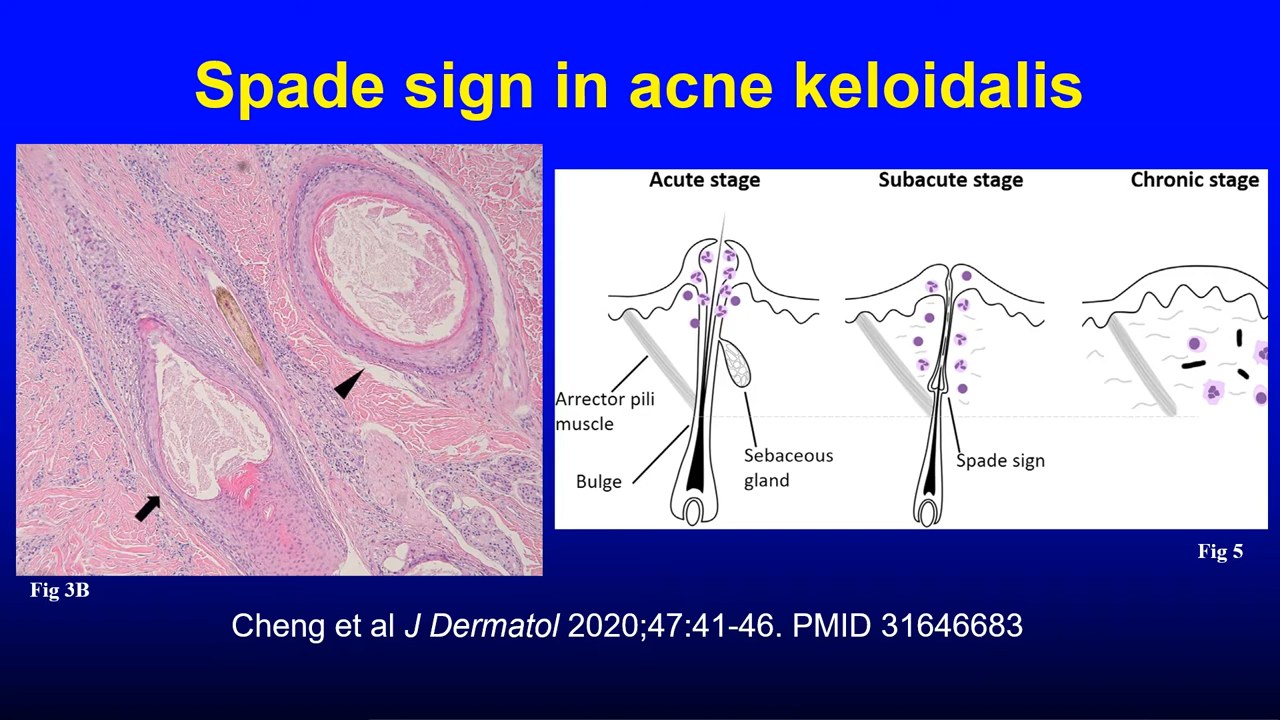 Spade sign in acne keloidalis
Acute stage
Subacute stage
Chronic stage
Arrector pili
muscle
Bulge
Sebaceous
gland
Spade sign
Fig 5
Fig 3B
Cheng et al J Dermatol 2020;47:41-46. PMID 31646683